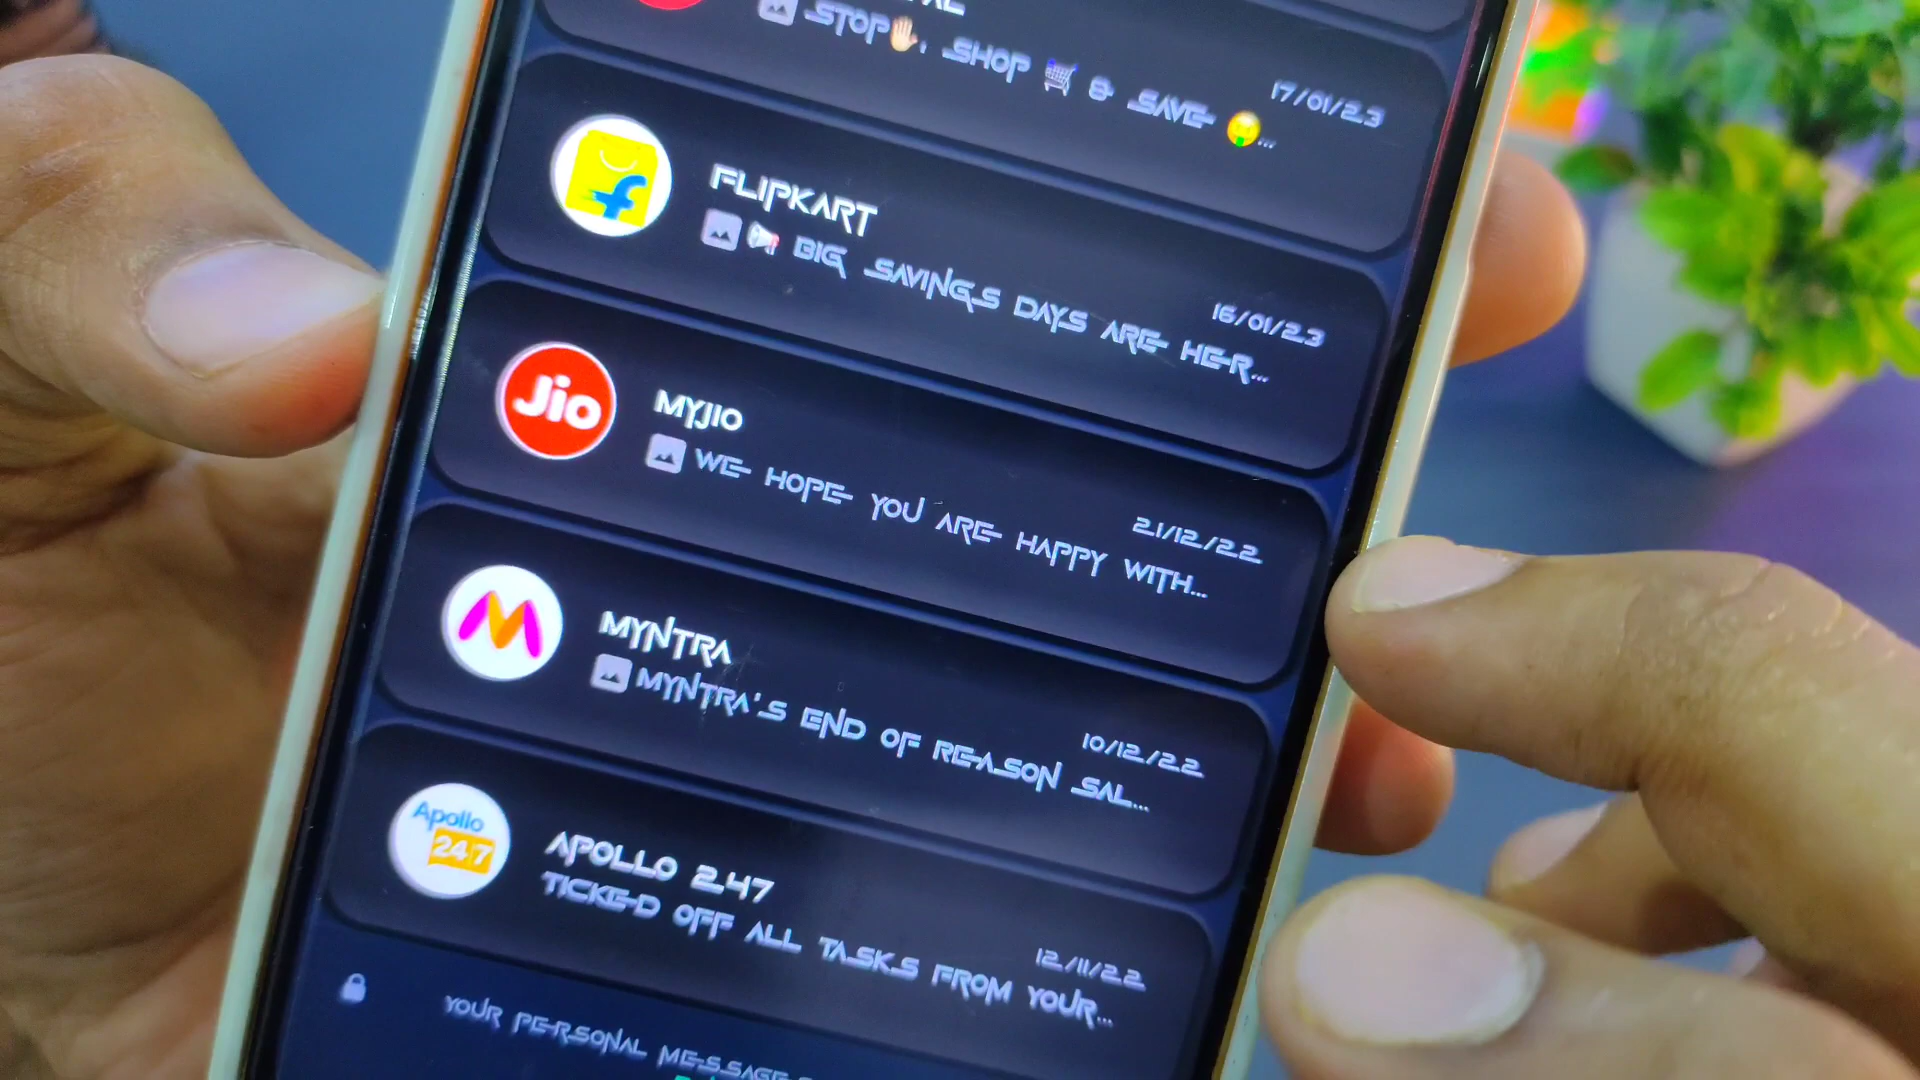 STOP✋, SHOP 🛒 & SAVE 🤑...
17/01/23
FLIPKART
BIG SAVINGS DAYS ARE HER...
16/01/23
Jio
MYJIO
WE HOPE YOU ARE HAPPY WITH...
21/12/22
MYNTRA
MYNTRA'S END OF REASON SAL...
10/12/22
Apollo
24|7
APOLLO 247
TICKED OFF ALL TASKS FROM YOUR...
12/11/22
YOUR PERSONAL MESSAGES